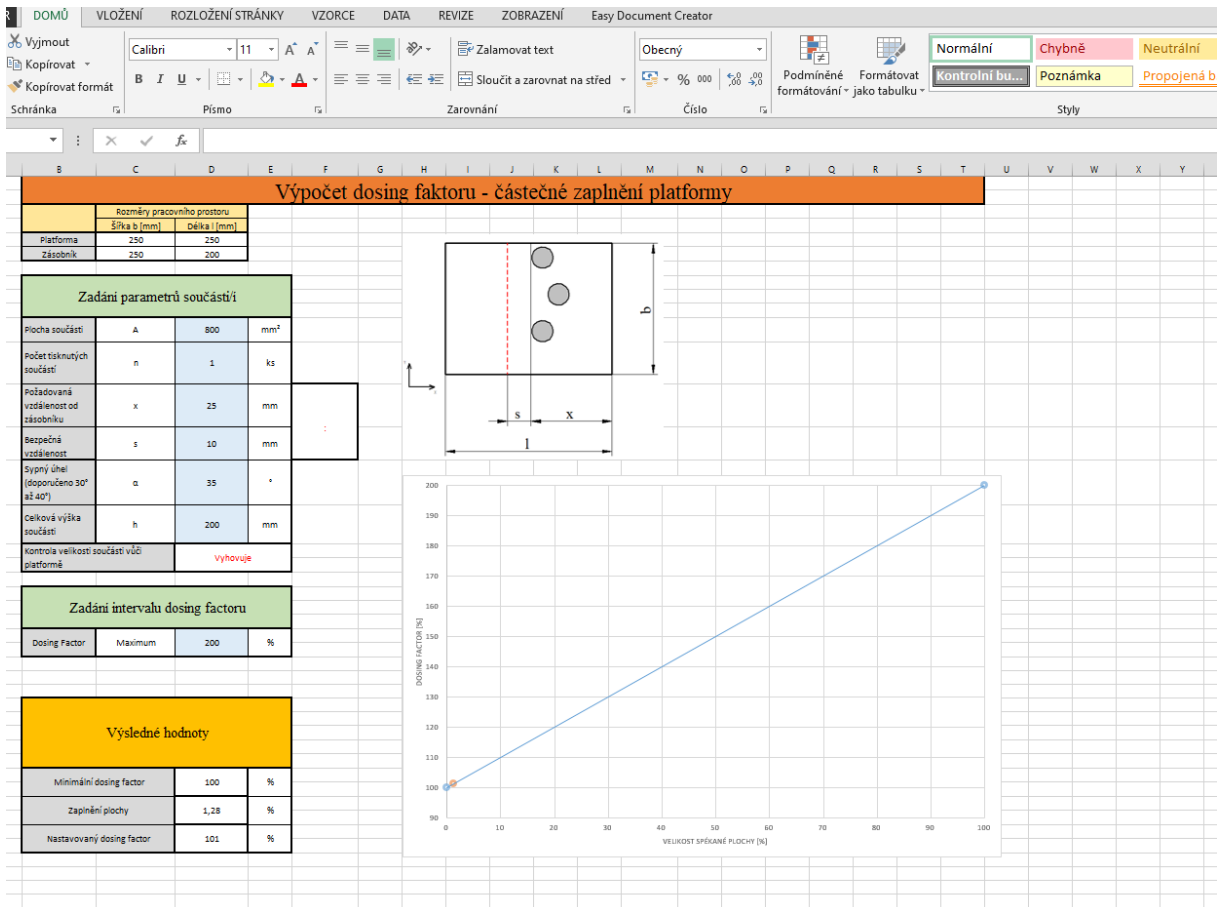 DOMŮ VLOŽENÍ ROZLOŽENÍ STRÁNKY VZORCE DATA REVIZE ZOBRAZENÍ Easy Document Creator
Vyjmout
Kopírovat
Kopírovat formát
Schránka
Calibri 11
B I U
Písmo
Zalamovat text
Sloučit a zarovnat na střed
Zarovnání
Obecný
% 000
Číslo
Podmíněné formátování
Formátovat jako tabulku
Normální Chybně Neutrální
Kontrolní bu... Poznámka Propojená b
Styly
fx
B C D E F G H I J K L M N O P Q R S T U V W X Y
Výpočet dosing faktoru - částečné zaplnění platformy
Rozměry pracovního prostoru
Šířka b [mm] Délka l [mm]
Platforma 250 250
Zásobník 250 200
Zadáni parametrů součástí/i
Plocha součásti A 800 mm²
Počet tisknutých
součástí n 1 ks
Požadovaná
vzdálenost od
zásobníku x 25 mm
:
Bezpečná
vzdálenost s 10 mm
Sypný úhel
(doporučeno 30°
až 40°) α 35 °
Celková výška
součásti h 200 mm
Kontrola velikosti součásti vůči
platformě Vyhovuje
Zadáni intervalu dosing factoru
Dosing Factor Maximum 200 %
Výsledné hodnoty
Minimální dosing factor 100 %
Zaplnění plochy 1,28 %
Nastavovaný dosing factor 101 %
b
s x
l
DOSING FACTOR [%]
200
190
180
170
160
150
140
130
120
110
100
90
0 10 20 30 40 50 60 70 80 90 100
VELIKOST SPÉKANÉ PLOCHY [%]